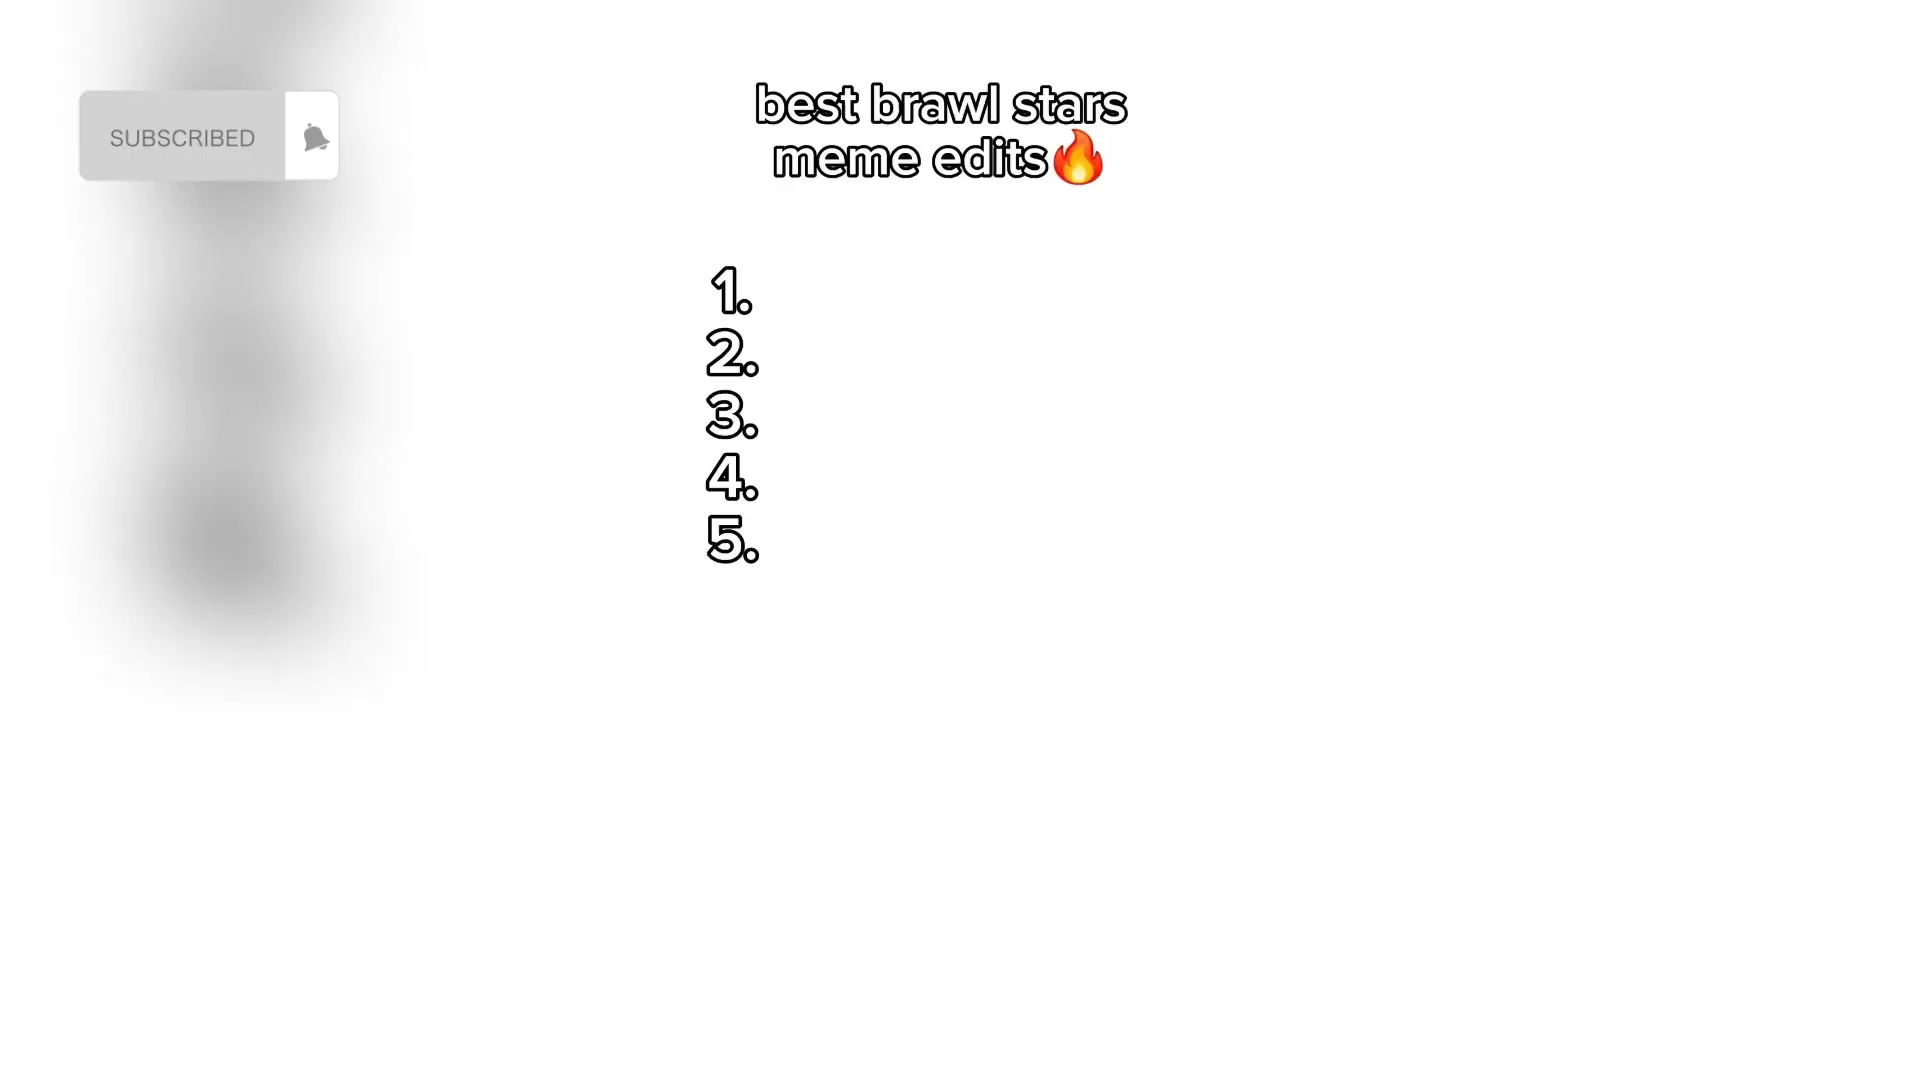 SUBSCRIBED
best brawl stars
meme edits🔥
1.
2.
3.
4.
5.